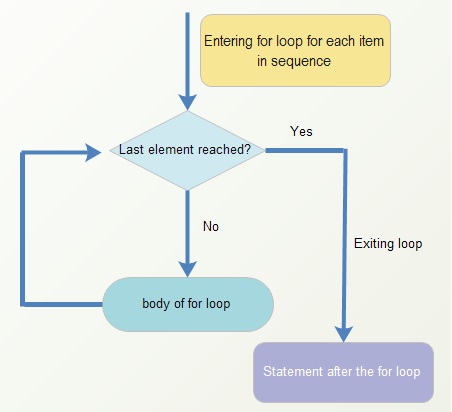 Entering for loop for each item
in sequence
Last element reached?
Yes
No
Exiting loop
body of for loop
Statement after the for loop